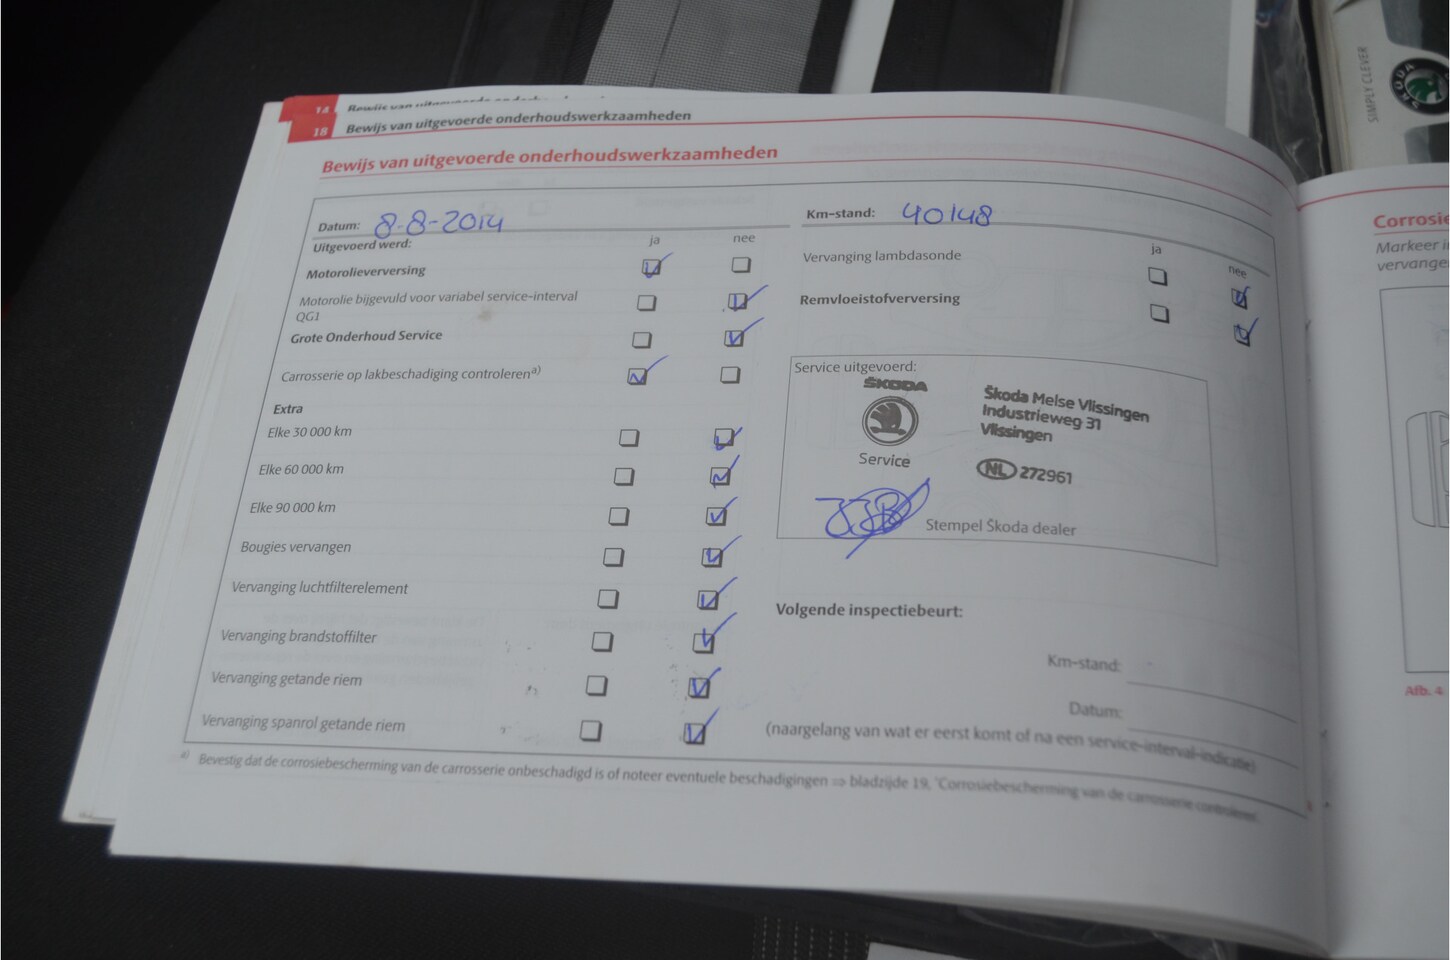 14 Bewijs van uitgevoerde
18 Bewijs van uitgevoerde onderhoudswerkzaamheden
Bewijs van uitgevoerde onderhoudswerkzaamheden
Datum: 8-8-2014
Uitgevoerd werd: ja nee
Motorolieverversing
Motorolie bijgevuld voor variabel service-interval
QG1
Grote Onderhoud Service
Carrosserie op lakbeschadiging controleren a)
Extra
Elke 30 000 km
Elke 60 000 km
Elke 90 000 km
Bougies vervangen
Vervanging luchtfilterelement
Vervanging brandstoffilter
Vervanging getande riem
Vervanging spanrol getande riem
Km-stand: 40148
ja nee
Vervanging lambdasonde
Remvloeistofverversing
Service uitgevoerd:
ŠKODA
Service
Škoda Melse Vlissingen
Industrieweg 31
Vlissingen
NL 272961
Stempel Škoda dealer
Volgende inspectiebeurt:
Km-stand:
Datum:
(naargelang van wat er eerst komt of na een service-interval-indicatie)
a) Bevestig dat de corrosiebescherming van de carrosserie onbeschadigd is of noteer eventuele beschadigingen ⇒ bladzijde 19, "Corrosiebescherming van de carrosserie controleren".
Corrosie
Markeer i
vervange
Afb. 4
SIMPLY CLEVER
SKODA